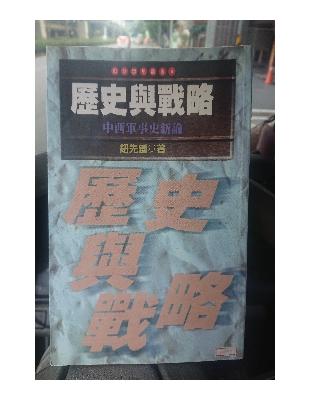 歷史與戰略
中西軍事史新論
鈕先鍾◎著
歷史
與
戰略